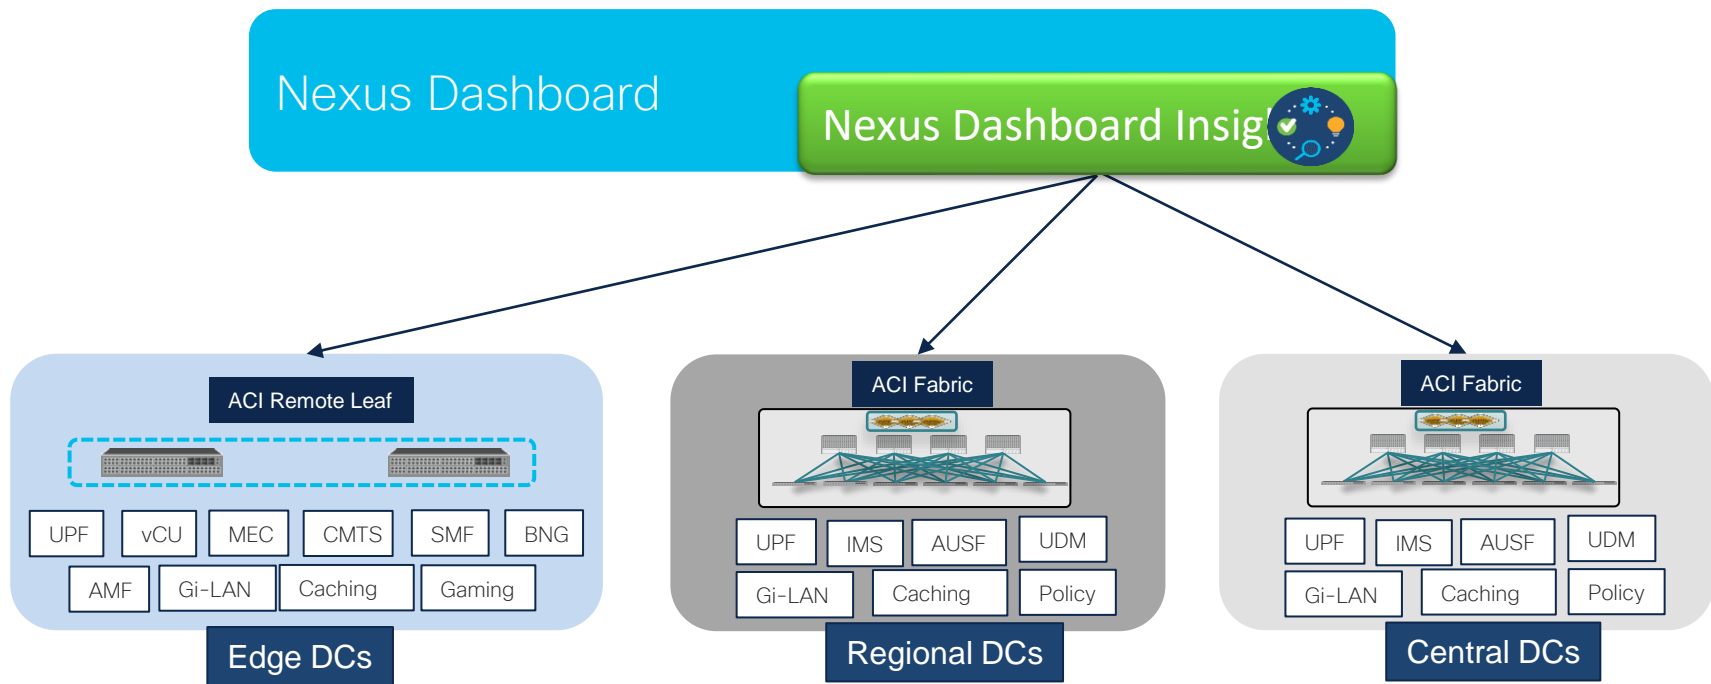 Nexus Dashboard
Nexus Dashboard Insig
ACI Remote Leaf
UPF
vCU
MEC
CMTS
SMF
BNG
AMF
Gi-LAN
Caching
Gaming
Edge DCs
ACI Fabric
UPF
IMS
AUSF
UDM
Gi-LAN
Caching
Policy
Regional DCs
ACI Fabric
UPF
IMS
AUSF
UDM
Gi-LAN
Caching
Policy
Central DCs